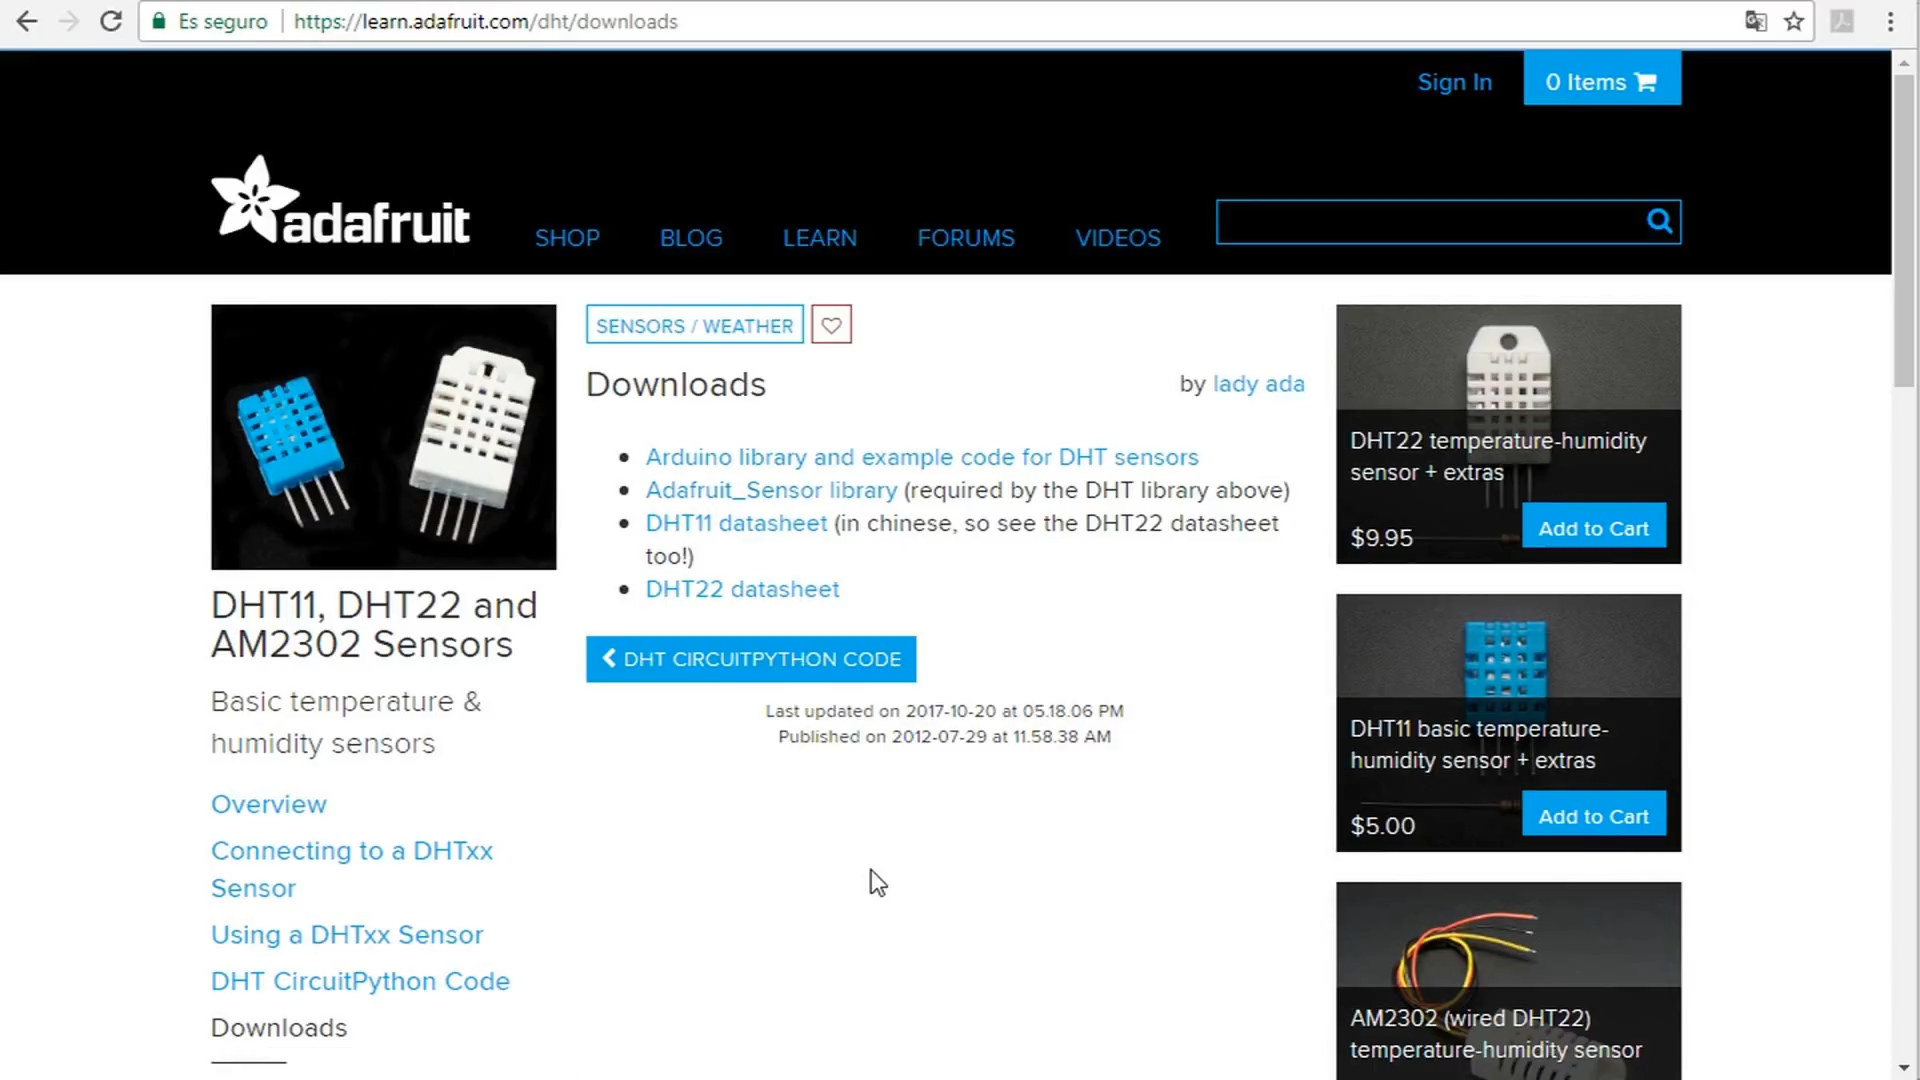 Es seguro https://learn.adafruit.com/dht/downloads
Sign In
0 Items
adafruit
SHOP BLOG LEARN FORUMS VIDEOS
SENSORS / WEATHER
Downloads
by lady ada
Arduino library and example code for DHT sensors
Adafruit_Sensor library (required by the DHT library above)
DHT11 datasheet (in chinese, so see the DHT22 datasheet
too!)
DHT22 datasheet
DHT CIRCUITPYTHON CODE
Last updated on 2017-10-20 at 05.18.06 PM
Published on 2012-07-29 at 11.58.38 AM
DHT11, DHT22 and
AM2302 Sensors
Basic temperature &
humidity sensors
Overview
Connecting to a DHTxx
Sensor
Using a DHTxx Sensor
DHT CircuitPython Code
Downloads
DHT22 temperature-humidity
sensor + extras
$9.95
Add to Cart
DHT11 basic temperature-
humidity sensor + extras
$5.00
Add to Cart
AM2302 (wired DHT22)
temperature-humidity sensor